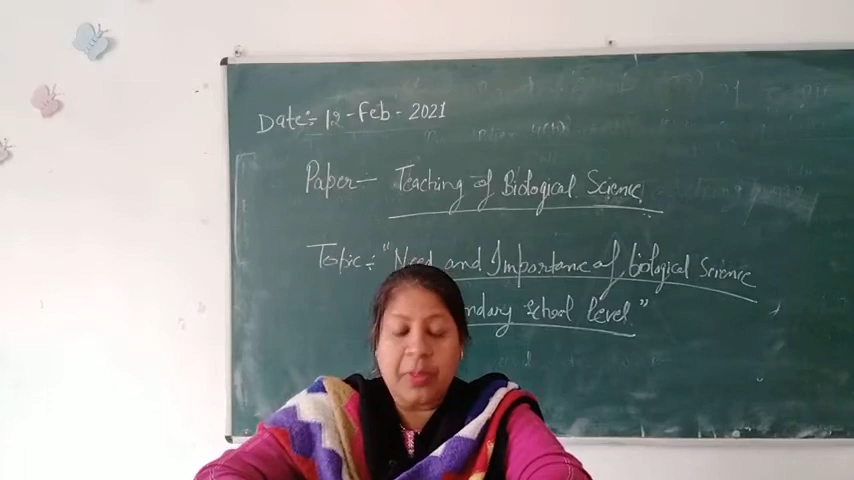 Date:- 12-Feb-2021
Paper- Teaching of Biological Science
Topic:- "Need and Importance of biological Science
ndary school level"